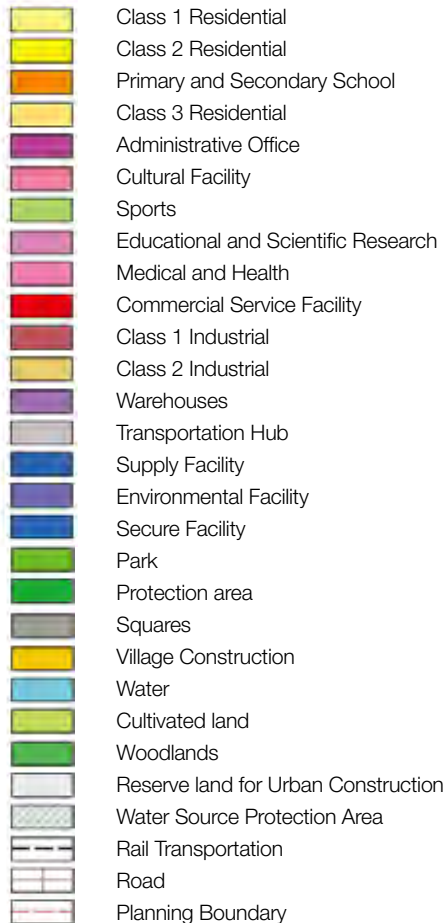 Class 1 Residential
Class 2 Residential
Primary and Secondary School
Class 3 Residential
Administrative Office
Cultural Facility
Sports
Educational and Scientific Research
Medical and Health
Commercial Service Facility
Class 1 Industrial
Class 2 Industrial
Warehouses
Transportation Hub
Supply Facility
Environmental Facility
Secure Facility
Park
Protection area
Squares
Village Construction
Water
Cultivated land
Woodlands
Reserve land for Urban Construction
Water Source Protection Area
Rail Transportation
Road
Planning Boundary